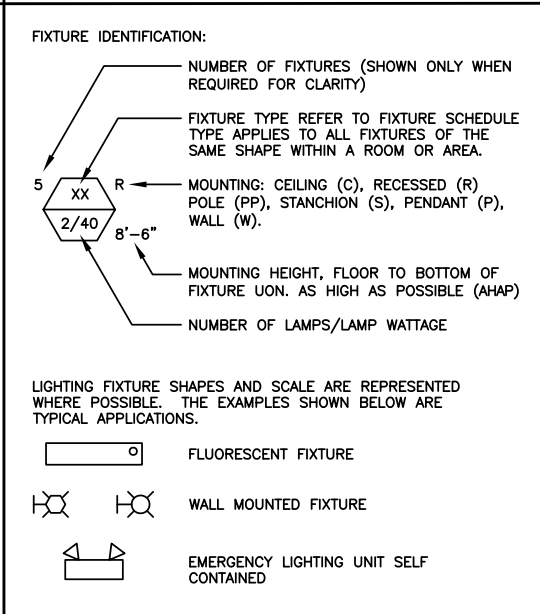 FIXTURE IDENTIFICATION:
NUMBER OF FIXTURES (SHOWN ONLY WHEN
REQUIRED FOR CLARITY)
FIXTURE TYPE REFER TO FIXTURE SCHEDULE
TYPE APPLIES TO ALL FIXTURES OF THE
SAME SHAPE WITHIN A ROOM OR AREA.
5
XX
R
MOUNTING: CEILING (C), RECESSED (R)
POLE (PP), STANCHION (S), PENDANT (P),
WALL (W).
2/40
8'-6"
MOUNTING HEIGHT, FLOOR TO BOTTOM OF
FIXTURE UON. AS HIGH AS POSSIBLE (AHAP)
NUMBER OF LAMPS/LAMP WATTAGE
LIGHTING FIXTURE SHAPES AND SCALE ARE REPRESENTED
WHERE POSSIBLE. THE EXAMPLES SHOWN BELOW ARE
TYPICAL APPLICATIONS.
FLUORESCENT FIXTURE
WALL MOUNTED FIXTURE
EMERGENCY LIGHTING UNIT SELF
CONTAINED